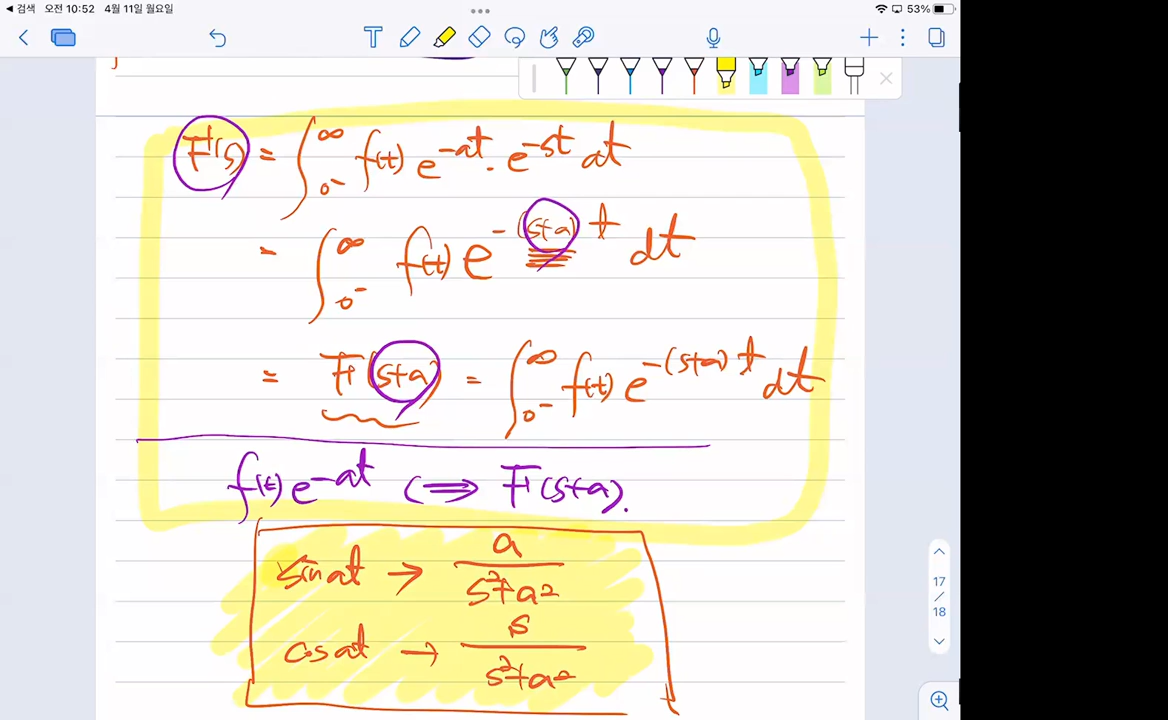 ◀ 검색 오전 10:52 4월 11일 월요일 53%
F(s) = ∫₀₋^∞ f(t) e^{-at} · e^{-st} dt
= ∫₀₋^∞ f(t) e^{-(s+a)t} dt
= F(s+a) = ∫₀₋^∞ f(t) e^{-(s+a)t} dt
f(t) e^{-at} ⟺ F(s+a).
sin at → a / s²+a²
cos at → s / s²+a²
17
/
18